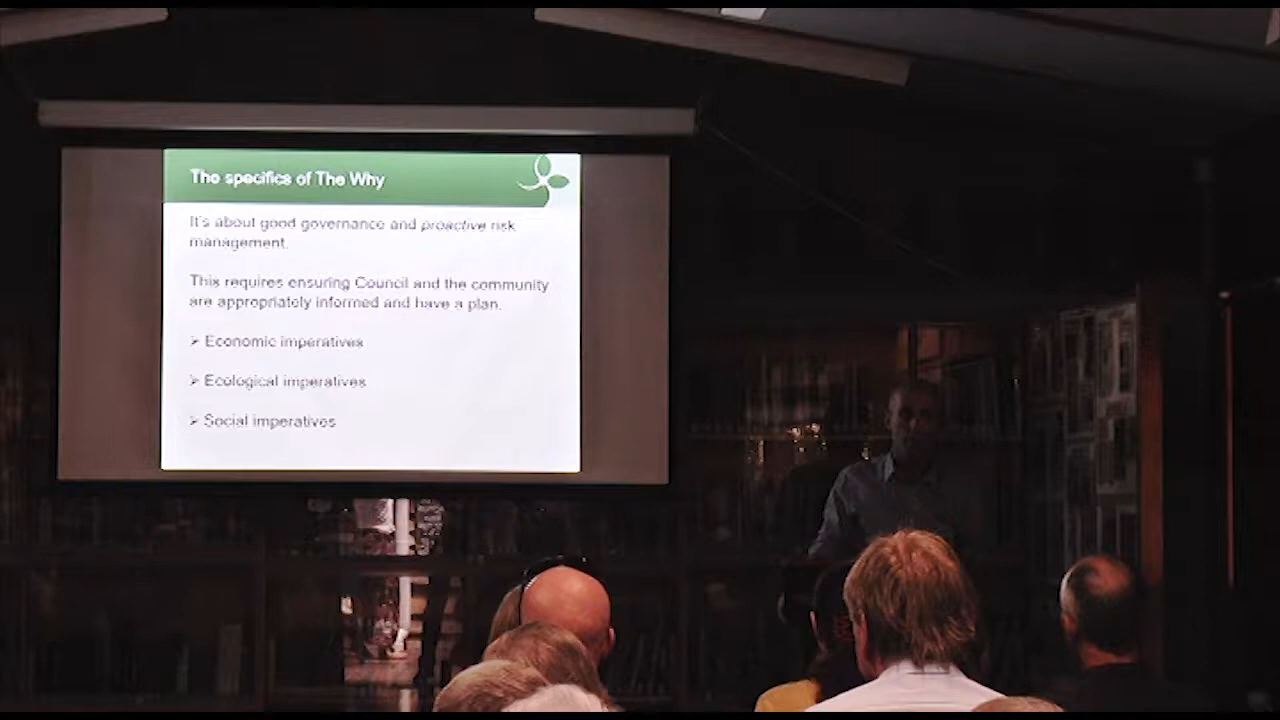 The specifics of The Why
It's about good governance and proactive risk
management.
This requires ensuring Council and the community
are appropriately informed and have a plan.
➢ Economic imperatives
➢ Ecological imperatives
➢ Social imperatives